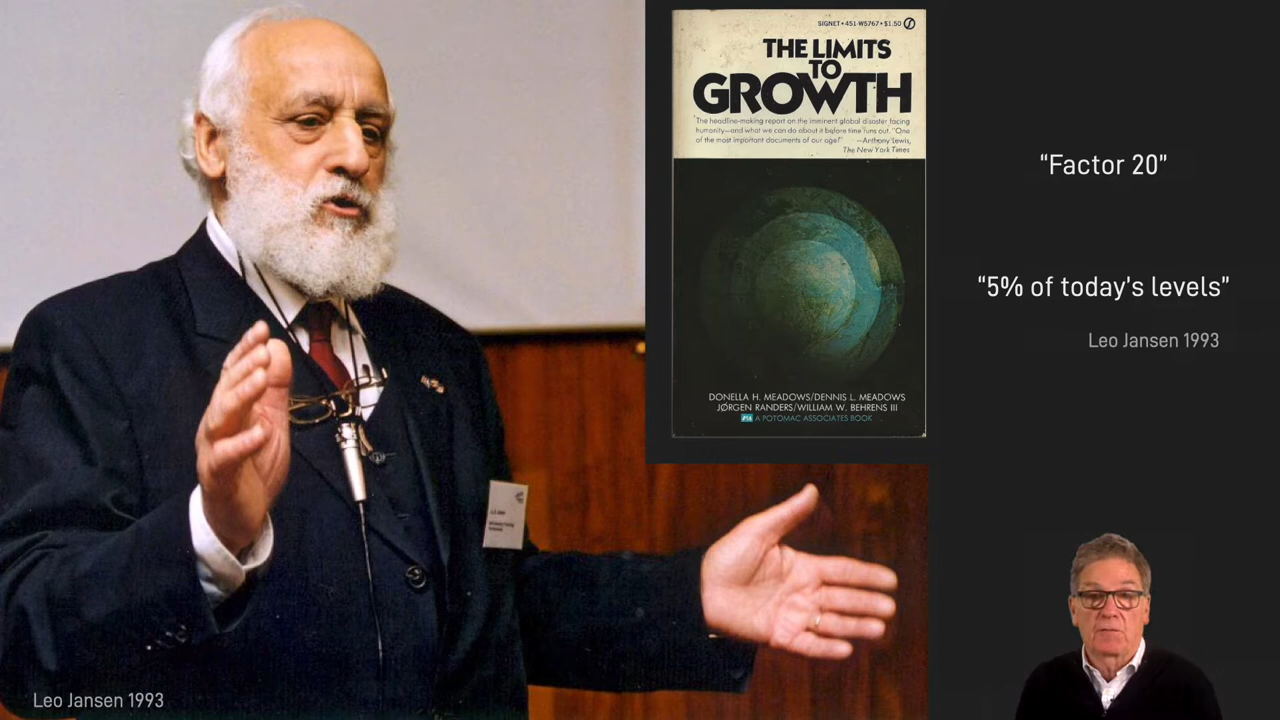 SIGNET • 451-W5767 • $1.50
THE LIMITS
TO
GROWTH
"The headline-making report on the imminent global disaster facing
humanity—and what we can do about it before time runs out. "One
of the most important documents of our age!" —Anthony Lewis,
The New York Times
DONELLA H. MEADOWS/DENNIS L. MEADOWS
JØRGEN RANDERS/WILLIAM W. BEHRENS III
A POTOMAC ASSOCIATES BOOK
“Factor 20”
“5% of today's levels”
Leo Jansen 1993
Leo Jansen 1993